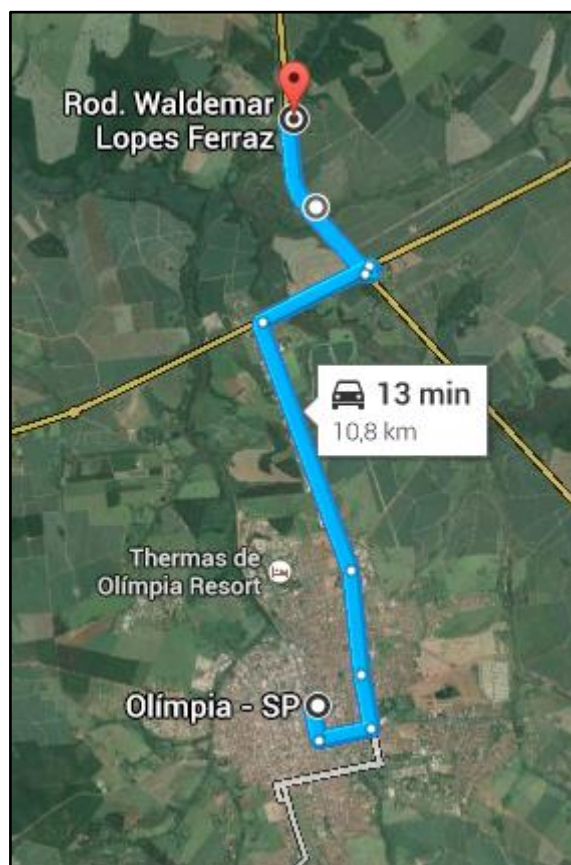 Rod. Waldemar
Lopes Ferraz
13 min
10,8 km
Thermas de
Olímpia Resort
Olímpia - SP